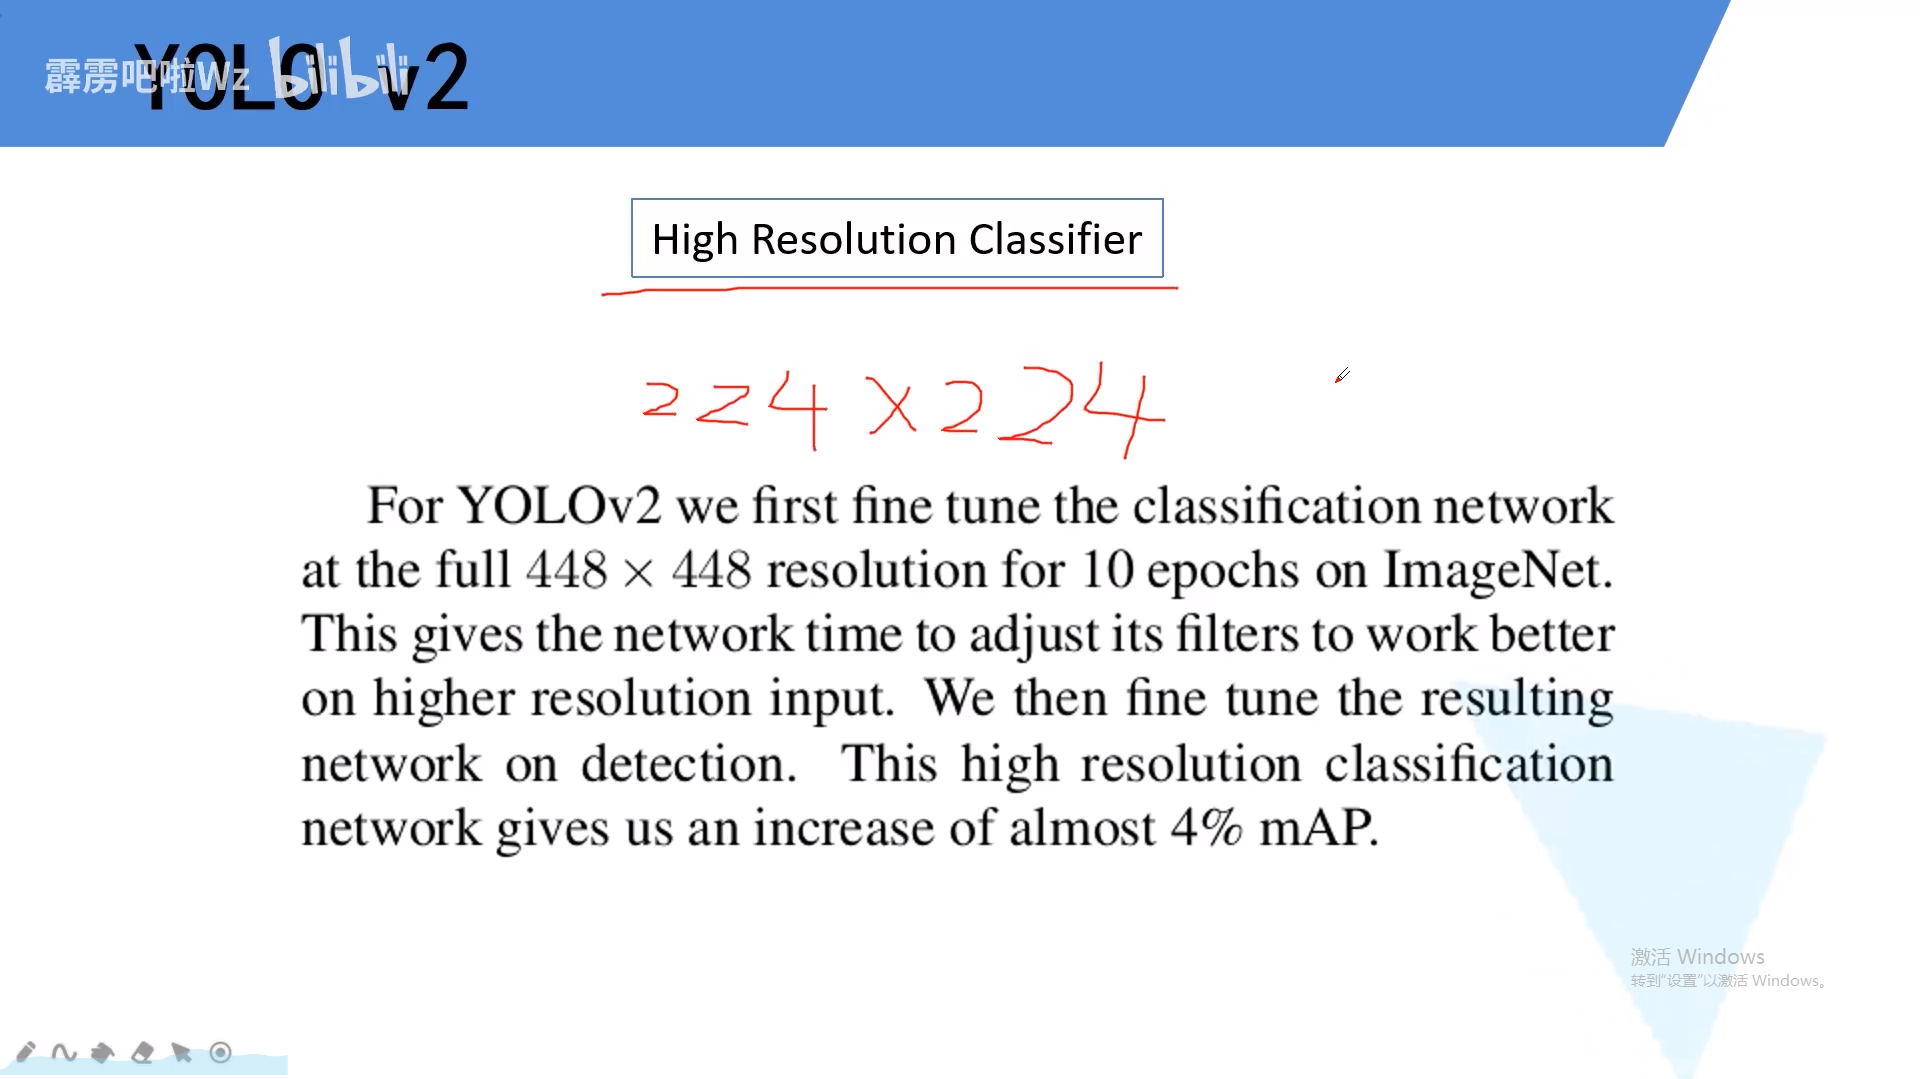 YOLO v2
霹雳吧啦Wz bilibili
High Resolution Classifier
224×224
For YOLOv2 we first fine tune the classification network
at the full 448 × 448 resolution for 10 epochs on ImageNet.
This gives the network time to adjust its filters to work better
on higher resolution input. We then fine tune the resulting
network on detection. This high resolution classification
network gives us an increase of almost 4% mAP.
激活 Windows
转到“设置”以激活 Windows。